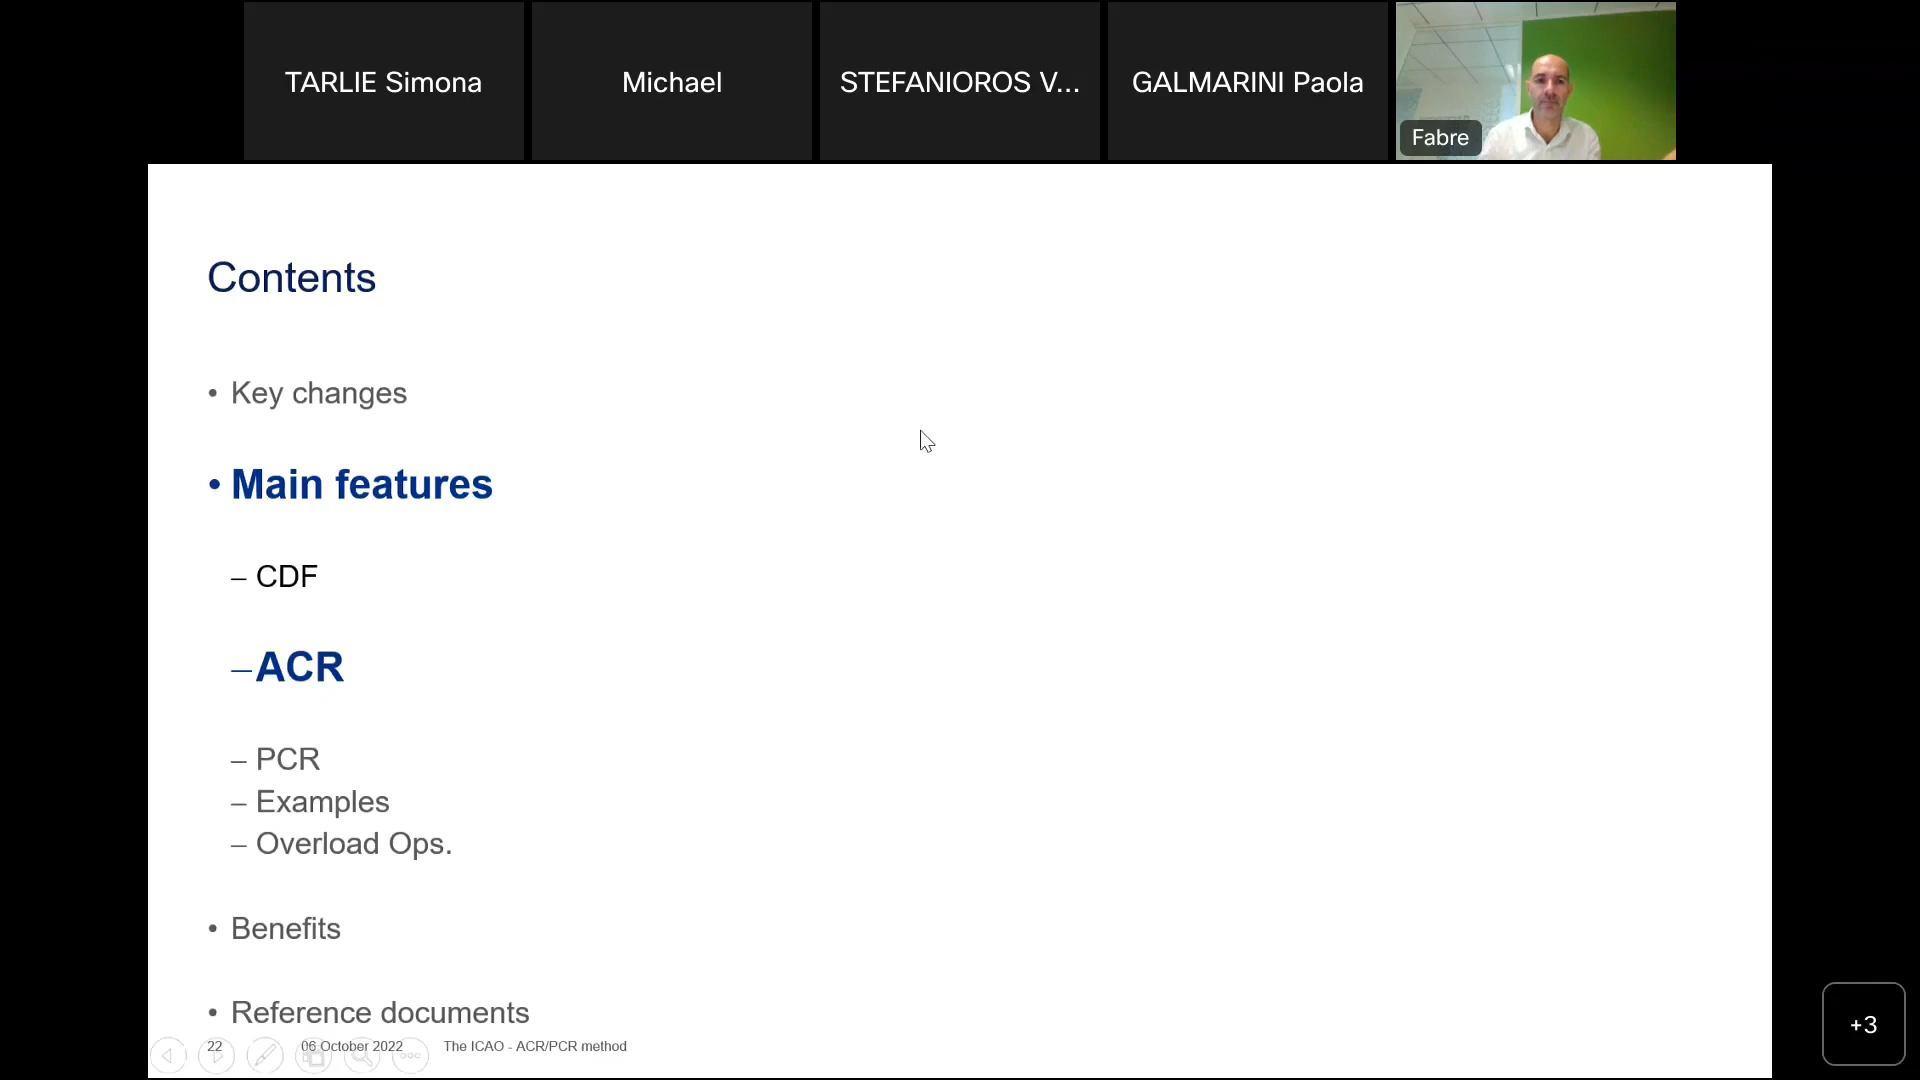 TARLIE Simona
Michael
STEFANIOROS V...
GALMARINI Paola
Fabre
Contents
• Key changes
• Main features
– CDF
– ACR
– PCR
– Examples
– Overload Ops.
• Benefits
• Reference documents
22 06 October 2022 The ICAO - ACR/PCR method
+3